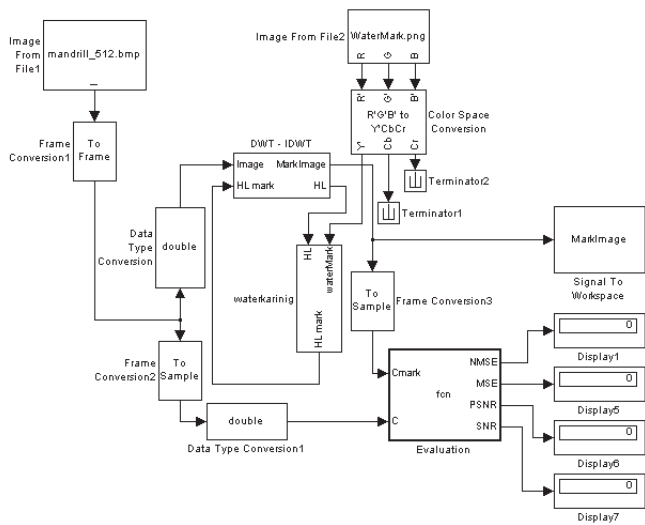 Image
From
File1
mandrill_512.bmp
Image From File2
WaterMark.png
R
G
B
R'
G'
B'
R'G'B' to
Y'CbCr
Y'
Cb
Cr
Color Space
Conversion
Terminator2
Terminator1
Frame
Conversion1
To
Frame
DWT - IDWT
Image
MarkImage
HL mark
HL
Data
Type
Conversion
double
HL
waterMark
HL mark
waterkarinig
To
Sample
Frame Conversion3
MarkImage
Signal To
Workspace
Frame
Conversion2
To
Sample
double
Data Type Conversion1
Cmark
C
fcn
NMSE
MSE
PSNR
SNR
Evaluation
0
Display1
0
Display5
0
Display6
0
Display7